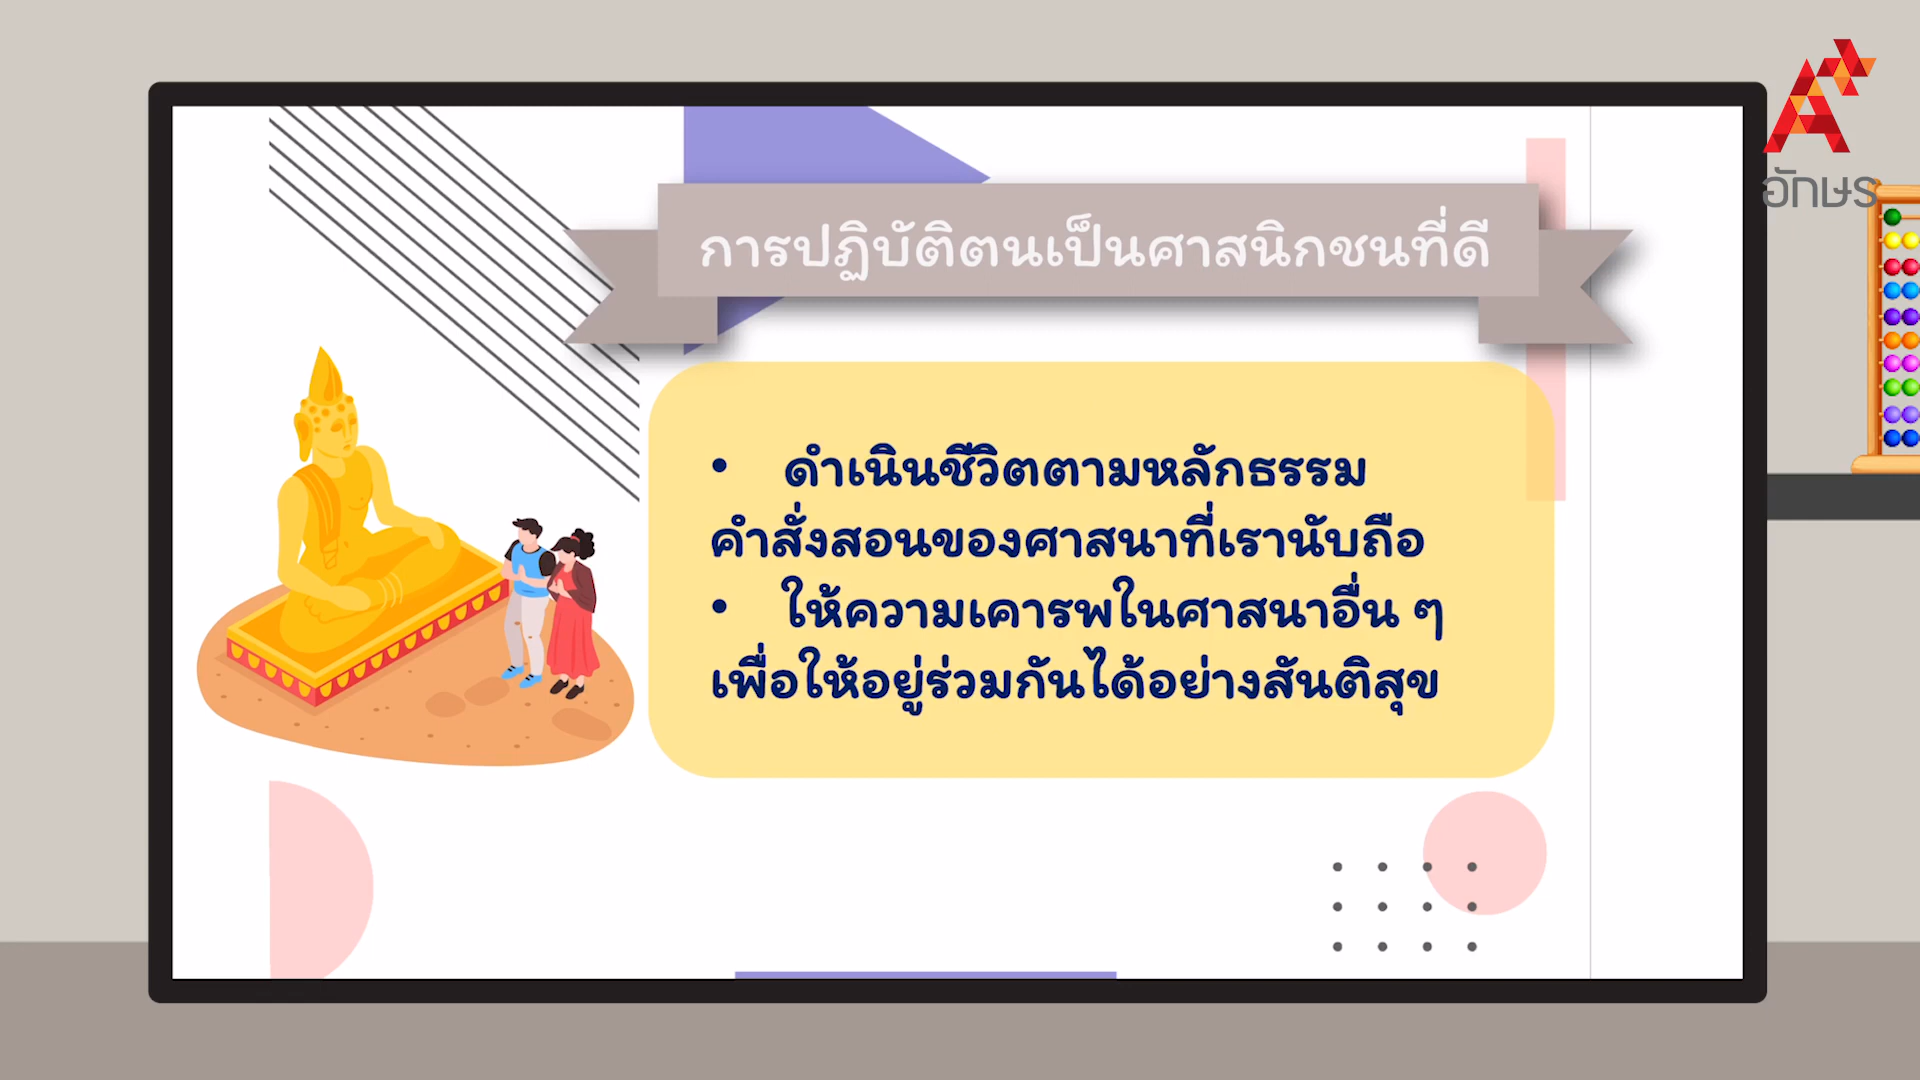 อักษร
การปฏิบัติตนเป็นศาสนิกชนที่ดี
• ดำเนินชีวิตตามหลักธรรม
คำสั่งสอนของศาสนาที่เรานับถือ
• ให้ความเคารพในศาสนาอื่น ๆ
เพื่อให้อยู่ร่วมกันได้อย่างสันติสุข